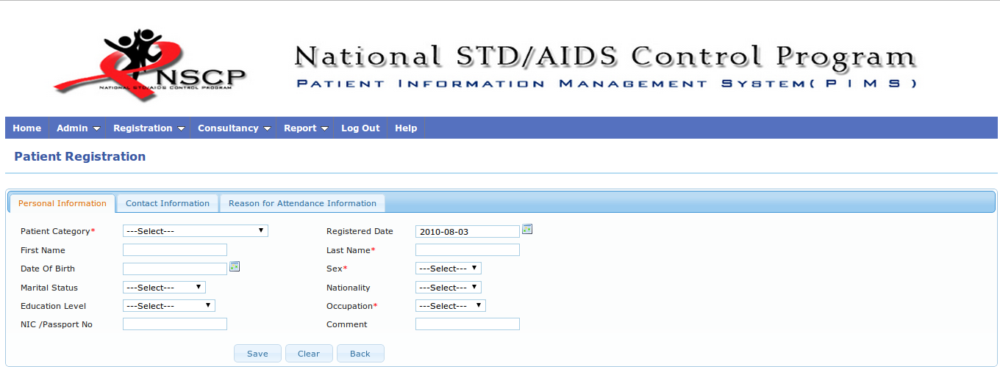 NSCP
NATIONAL STD/AIDS CONTROL PROGRAM
National STD/AIDS Control Program
PATIENT INFORMATION MANAGEMENT SYSTEM( P I M S )
Home Admin Registration Consultancy Report Log Out Help
Patient Registration
Personal Information Contact Information Reason for Attendance Information
Patient Category* ---Select--- Registered Date 2010-08-03
First Name Last Name*
Date Of Birth Sex* ---Select---
Marital Status ---Select--- Nationality ---Select---
Education Level ---Select--- Occupation* ---Select---
NIC /Passport No Comment
Save Clear Back